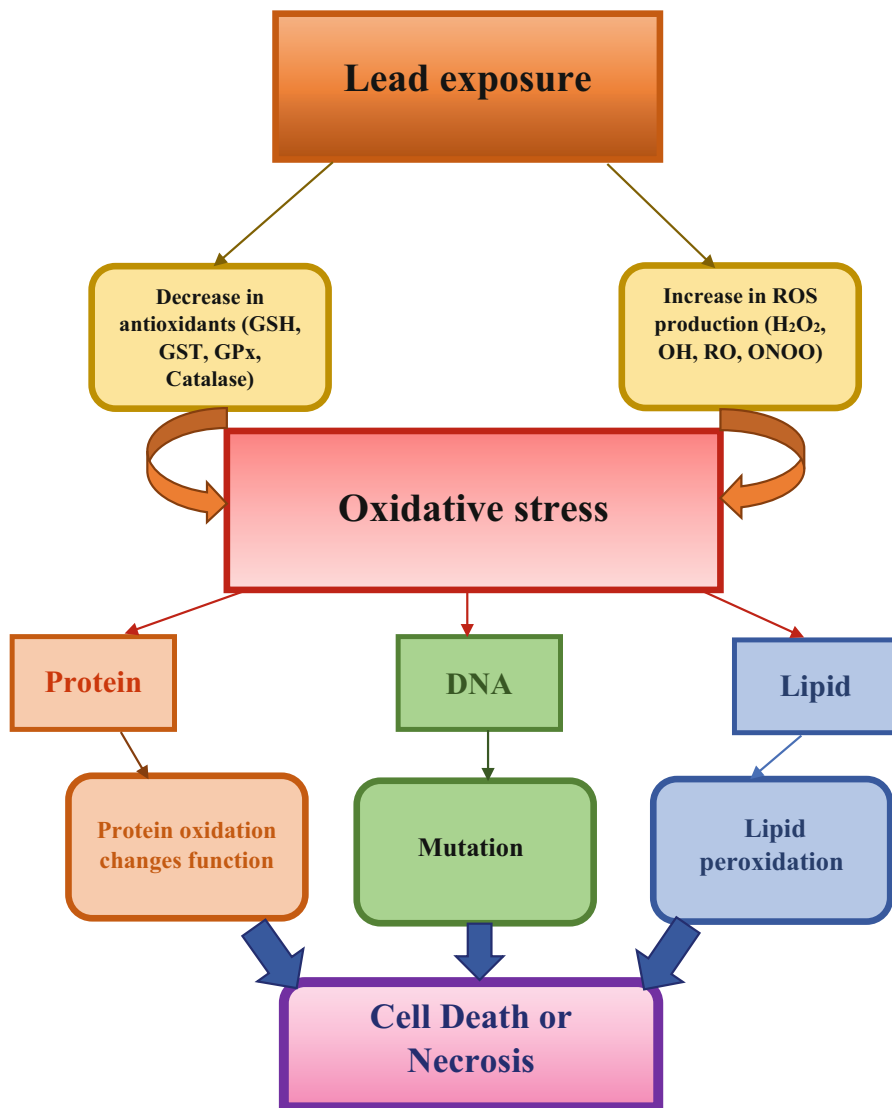 Lead exposure
Decrease in
antioxidants (GSH,
GST, GPx,
Catalase)
Increase in ROS
production (H₂O₂,
OH, RO, ONOO)
Oxidative stress
Protein
DNA
Lipid
Protein oxidation
changes function
Mutation
Lipid
peroxidation
Cell Death or
Necrosis